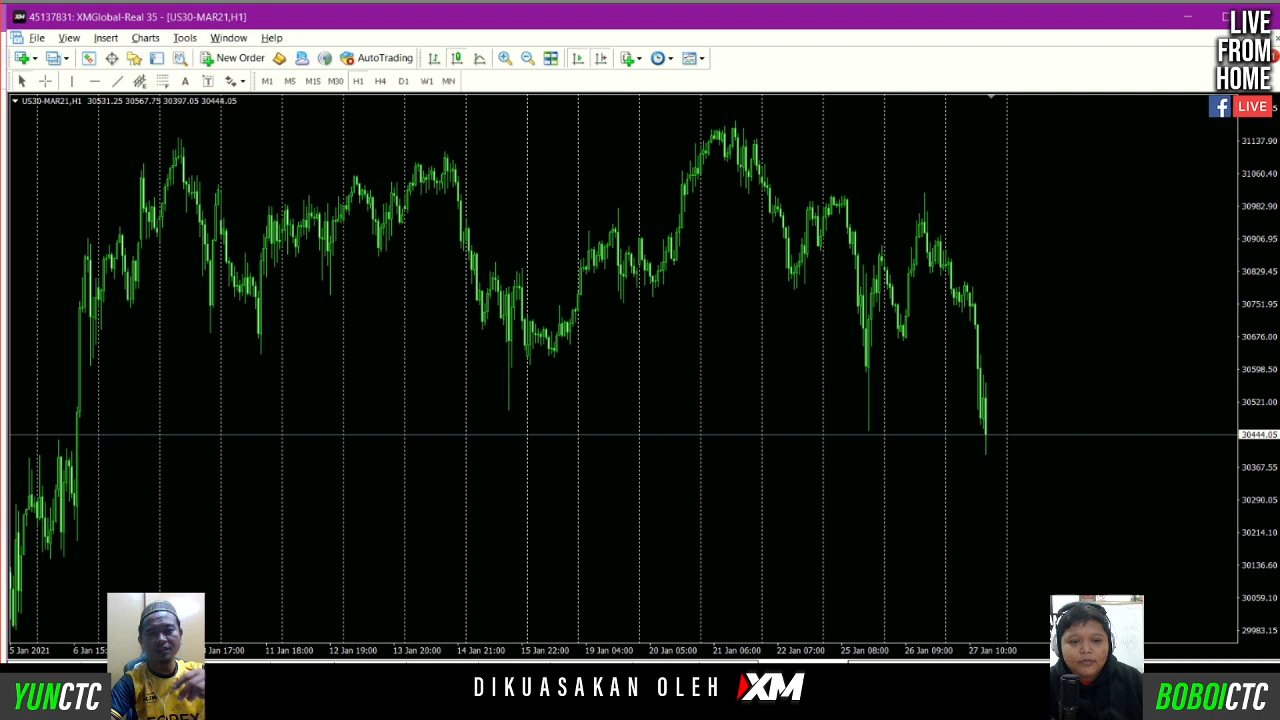 45137831: XMGlobal-Real 35 - [US30-MAR21,H1]
File View Insert Charts Tools Window Help
New Order AutoTrading
M1 M5 M15 M30 H1 H4 D1 W1 MN
US30-MAR21,H1 30531.25 30567.75 30397.05 30444.05
LIVE
FROM
HOME
LIVE
31137.90
31060.40
30982.90
30906.95
30829.45
30751.95
30676.00
30598.50
30521.00
30444.05
30367.55
30290.05
30214.10
30136.60
30059.10
29983.15
5 Jan 2021 11 Jan 18:00 12 Jan 19:00 13 Jan 20:00 14 Jan 21:00 15 Jan 22:00 19 Jan 04:00 20 Jan 05:00 21 Jan 06:00 22 Jan 07:00 25 Jan 08:00 26 Jan 09:00 27 Jan 10:00
YUNCTC
DIKUASAKAN OLEH XM
BOBOICTC